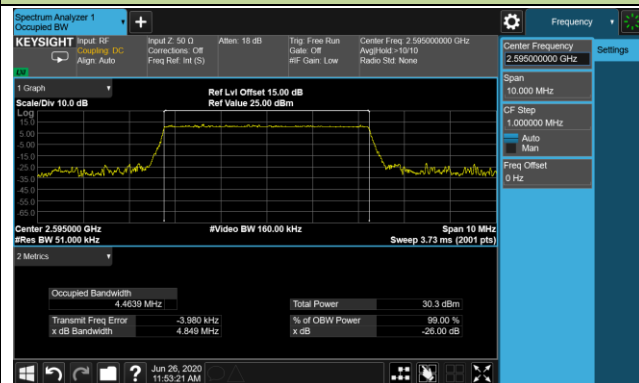 Spectrum Analyzer 1
Occupied BW
Frequency
KEYSIGHT
Input: RF
Coupling: DC
Align: Auto
Input Z: 50 Ω
Corrections: Off
Freq Ref: Int (S)
Atten: 18 dB
Trig: Free Run
Gate: Off
#IF Gain: Low
Center Freq: 2.595000000 GHz
Avg|Hold:>10/10
Radio Std: None
Center Frequency
2.595000000 GHz
Settings
Span
10.000 MHz
CF Step
1.000000 MHz
Auto
Man
Freq Offset
0 Hz
1 Graph
Scale/Div 10.0 dB
Ref Lvl Offset 15.00 dB
Ref Value 25.00 dBm
Log
15.0
5.00
-5.00
-15.0
-25.0
-35.0
-45.0
-55.0
-65.0
Center 2.595000 GHz
#Res BW 51.000 kHz
#Video BW 160.00 kHz
Span 10 MHz
Sweep 3.73 ms (2001 pts)
2 Metrics
Occupied Bandwidth
4.4639 MHz
Total Power 30.3 dBm
Transmit Freq Error -3.980 kHz
% of OBW Power 99.00 %
x dB Bandwidth 4.849 MHz
x dB -26.00 dB
?
Jun 26, 2020
11:53:21 AM